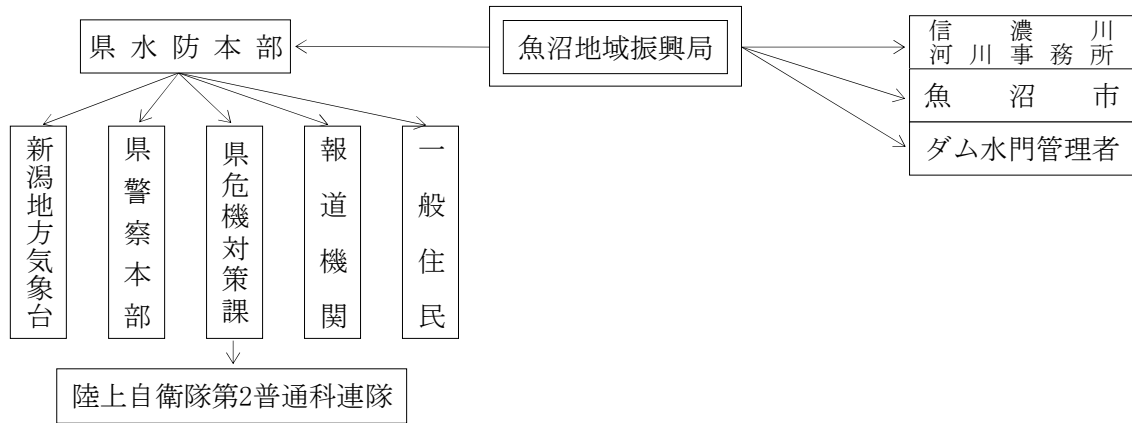 県水防本部
魚沼地域振興局
信濃川
河川事務所
魚沼市
ダム水門管理者
新潟地方気象台
県警察本部
県危機対策課
報道機関
一般住民
陸上自衛隊第2普通科連隊